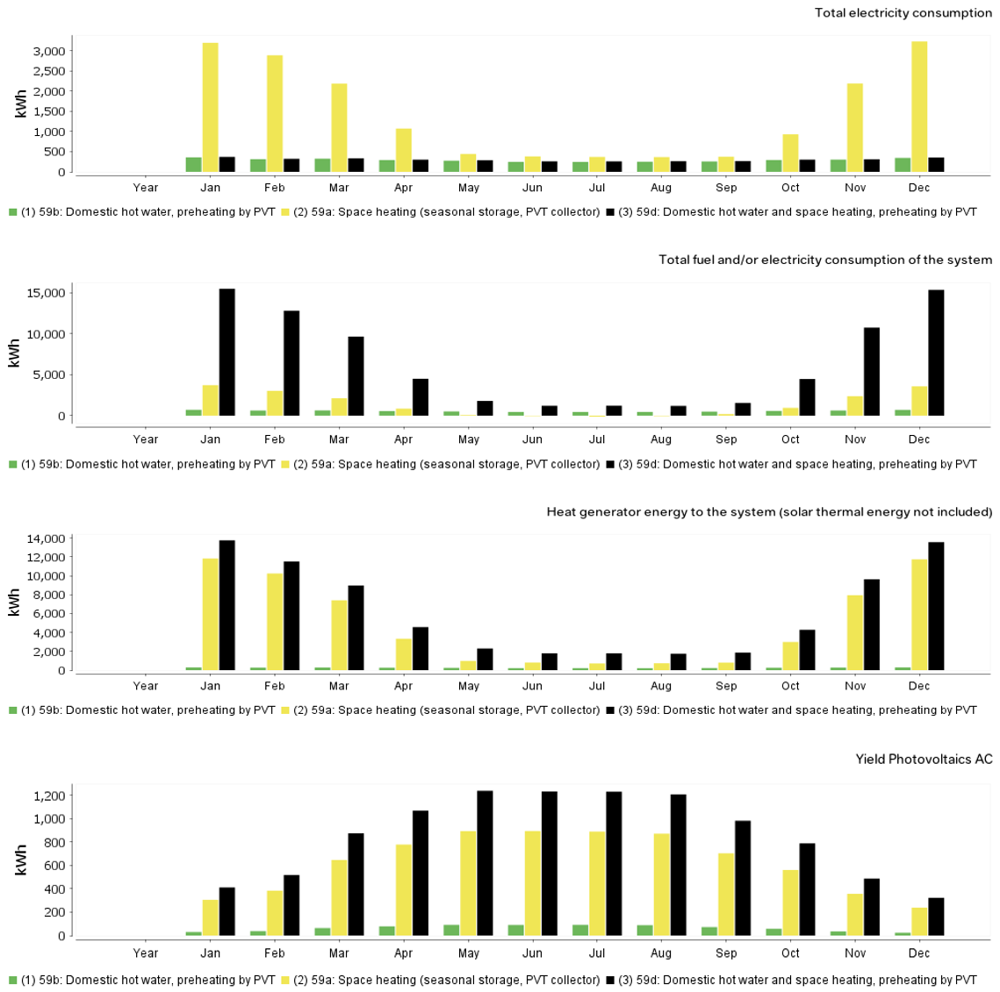 Total electricity consumption
kWh
3,000
2,500
2,000
1,500
1,000
500
0
Year Jan Feb Mar Apr May Jun Jul Aug Sep Oct Nov Dec
(1) 59b: Domestic hot water, preheating by PVT (2) 59a: Space heating (seasonal storage, PVT collector) (3) 59d: Domestic hot water and space heating, preheating by PVT
Total fuel and/or electricity consumption of the system
kWh
15,000
10,000
5,000
0
Year Jan Feb Mar Apr May Jun Jul Aug Sep Oct Nov Dec
(1) 59b: Domestic hot water, preheating by PVT (2) 59a: Space heating (seasonal storage, PVT collector) (3) 59d: Domestic hot water and space heating, preheating by PVT
Heat generator energy to the system (solar thermal energy not included)
kWh
14,000
12,000
10,000
8,000
6,000
4,000
2,000
0
Year Jan Feb Mar Apr May Jun Jul Aug Sep Oct Nov Dec
(1) 59b: Domestic hot water, preheating by PVT (2) 59a: Space heating (seasonal storage, PVT collector) (3) 59d: Domestic hot water and space heating, preheating by PVT
Yield Photovoltaics AC
kWh
1,200
1,000
800
600
400
200
0
Year Jan Feb Mar Apr May Jun Jul Aug Sep Oct Nov Dec
(1) 59b: Domestic hot water, preheating by PVT (2) 59a: Space heating (seasonal storage, PVT collector) (3) 59d: Domestic hot water and space heating, preheating by PVT